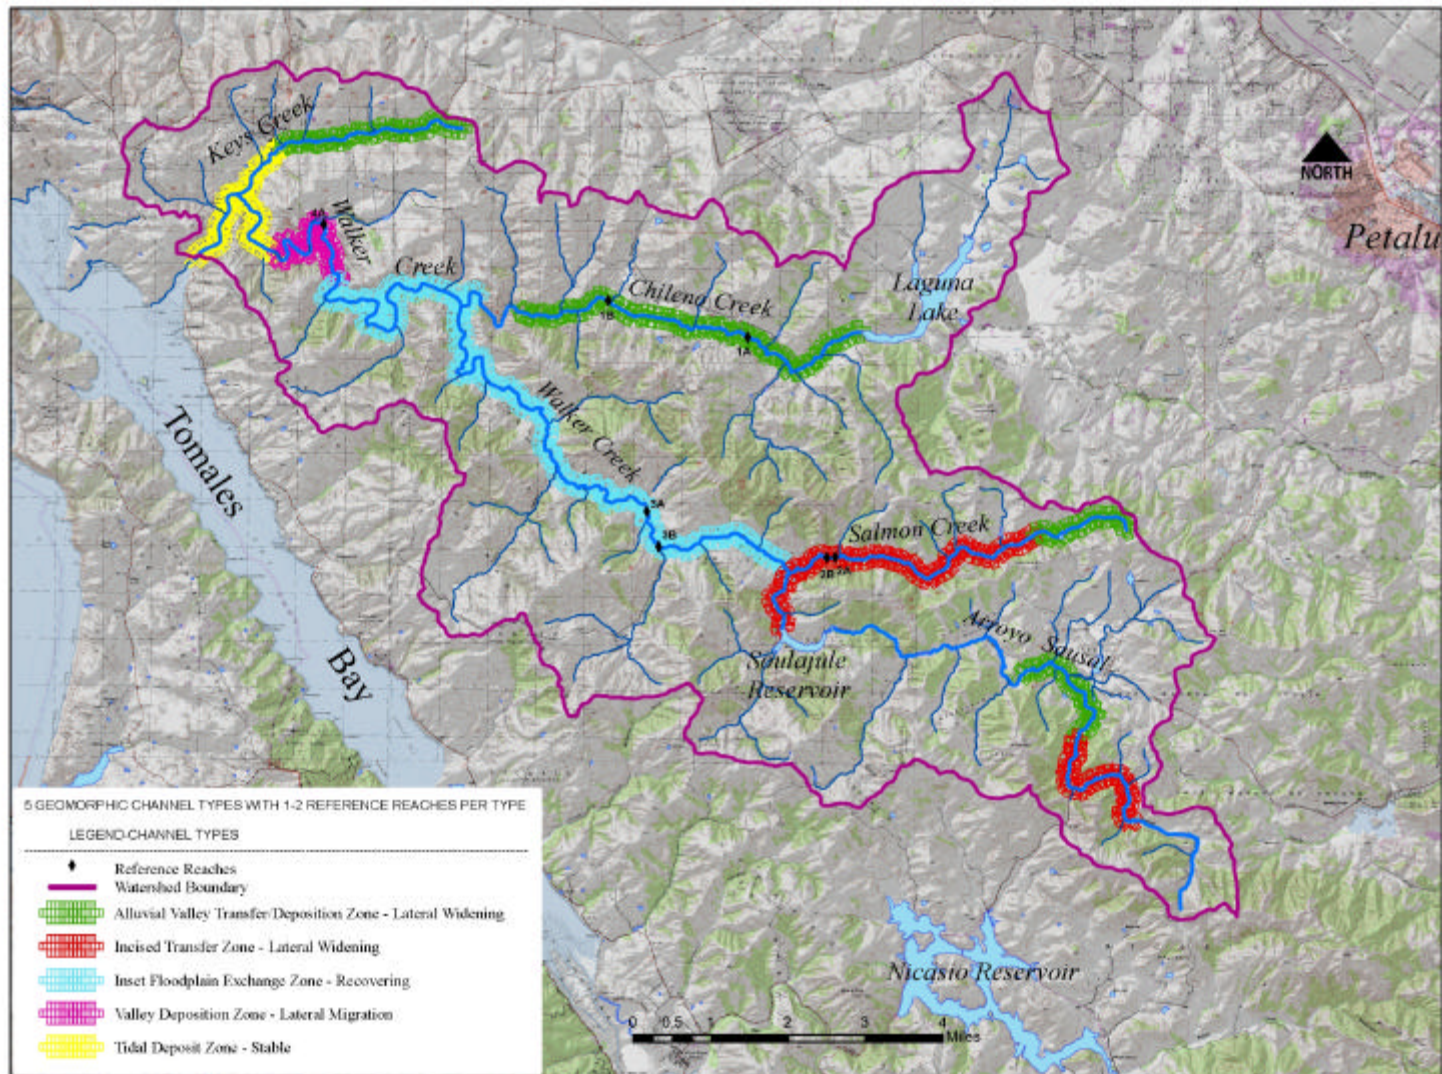 Keys Creek
NORTH
Petalu
4A
Walker
Creek
Chileno Creek
1B
1A
Laguna
Lake
Tomales
Bay
Walker Creek
3A
3B
Salmon Creek
2B 2A
Arroyo Sausal
Soulajule
Reservoir
Nicasio Reservoir
5 GEOMORPHIC CHANNEL TYPES WITH 1-2 REFERENCE REACHES PER TYPE
LEGEND-CHANNEL TYPES
Reference Reaches
Watershed Boundary
Alluvial Valley Transfer/Deposition Zone - Lateral Widening
Incised Transfer Zone - Lateral Widening
Inset Floodplain Exchange Zone - Recovering
Valley Deposition Zone - Lateral Migration
Tidal Deposit Zone - Stable
0 0.5 1 2 3 4
Miles